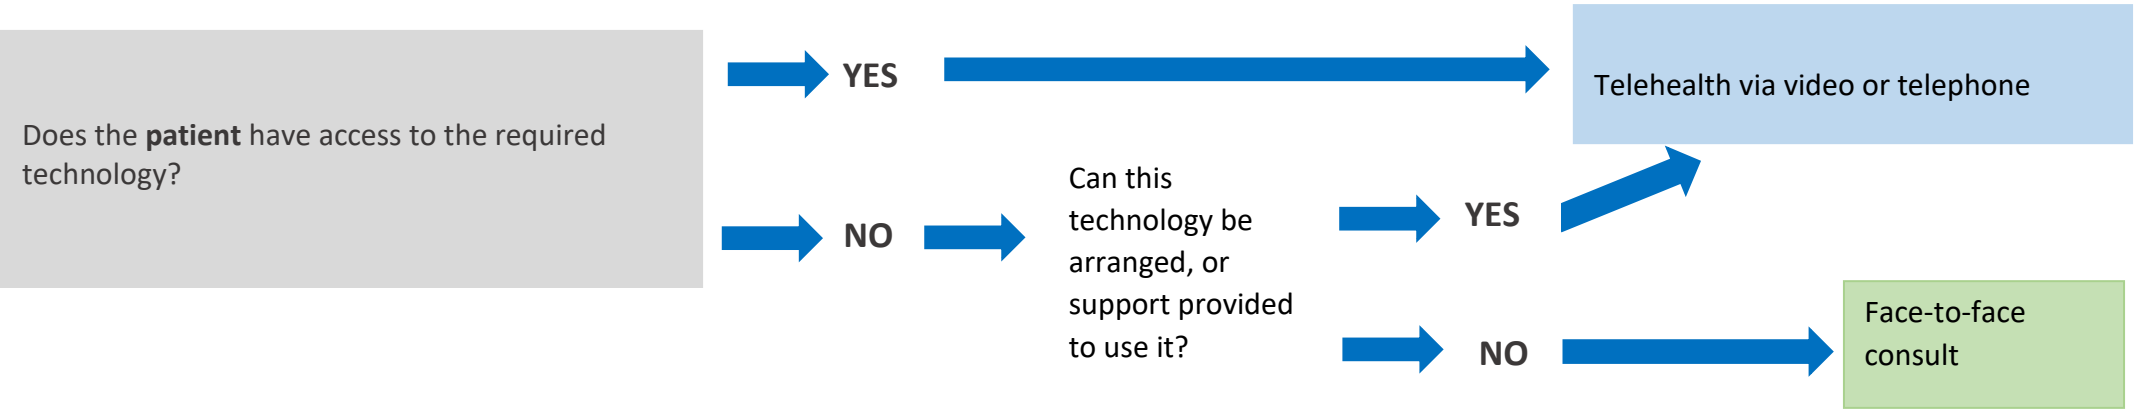 Does the patient have access to the required
technology?
YES
Telehealth via video or telephone
NO
Can this
technology be
arranged, or
support provided
to use it?
YES
NO
Face-to-face
consult